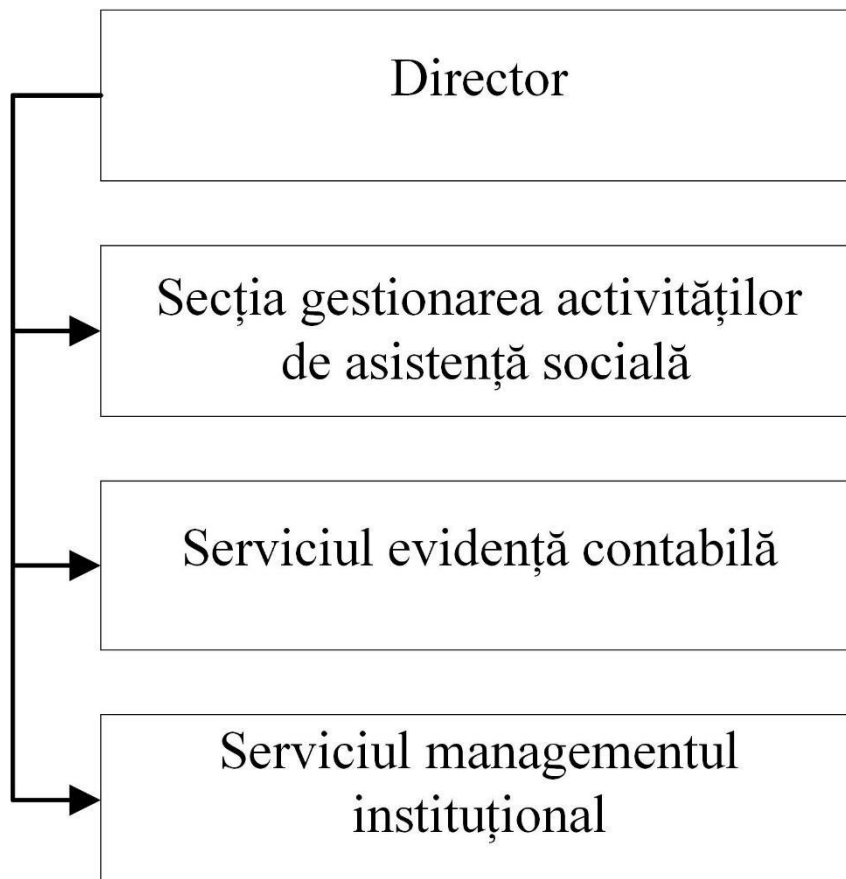 Director
Secția gestionarea activităților
de asistență socială
Serviciul evidență contabilă
Serviciul managementul
instituțional